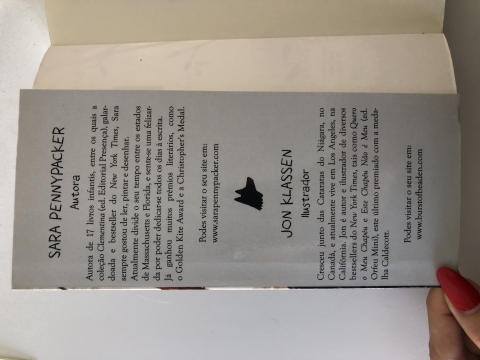 SARA PENNYPACKER
Autora
Autora de 17 livros infantis, entre os quais a
coleção Clementina (ed. Editorial Presença), galar-
doada e bestseller do New York Times, Sara
sempre gostou de ler, pintar e desenhar.
Atualmente divide o seu tempo entre os estados
de Massachusetts e Florida, e sente-se uma felizar-
da por poder dedicar-se todos os dias à escrita.
Já ganhou muitos prémios literários, como
o Golden Kite Award e a Christopher's Medal.
Podes visitar o seu site em:
www.sarapennypacker.com
JON KLASSEN
Ilustrador
Cresceu junto das Cataratas do Niágara, no
Canadá, e atualmente vive em Los Angeles, na
Califórnia. Jon é autor e ilustrador de diversos
bestsellers do New York Times, tais como Quero
o Meu Chapéu e Este Chapéu Não é Meu (ed.
Orfeu Mini), este último premiado com a meda-
lha Caldecott.
Podes visitar o seu site em:
www.burstofbeaden.com